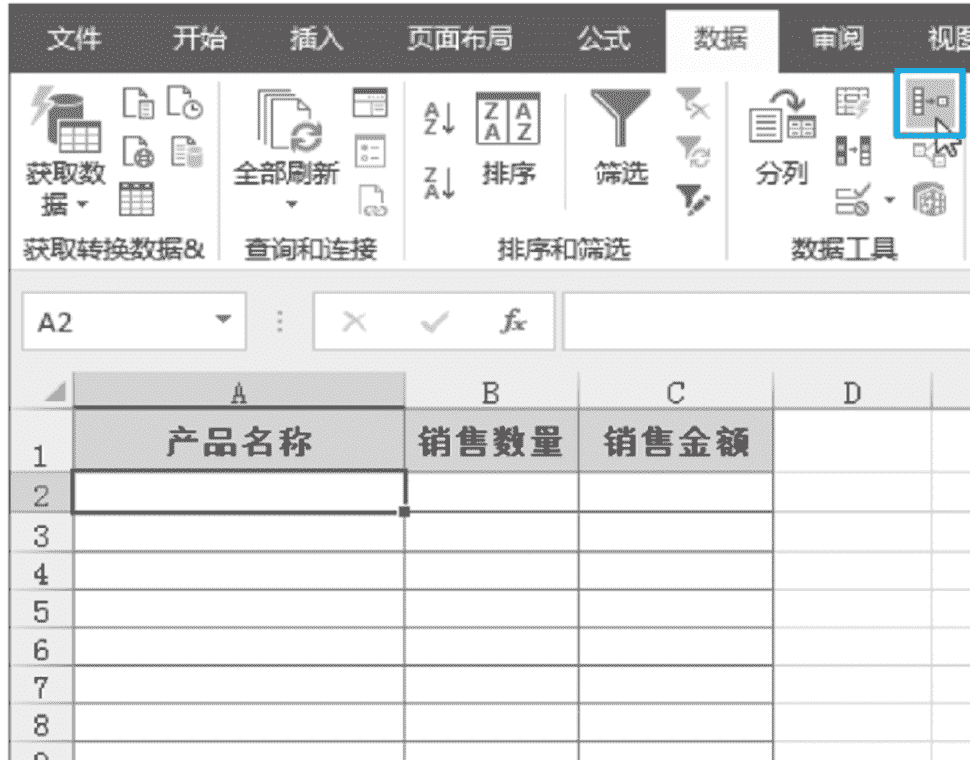 文件 开始 插入 页面布局 公式 数据 审阅 视图
获取数据
全部刷新
排序
筛选
分列
获取转换数据&
查询和连接
排序和筛选
数据工具
A2
fx
A B C D
1 产品名称 销售数量 销售金额
2
3
4
5
6
7
8
9